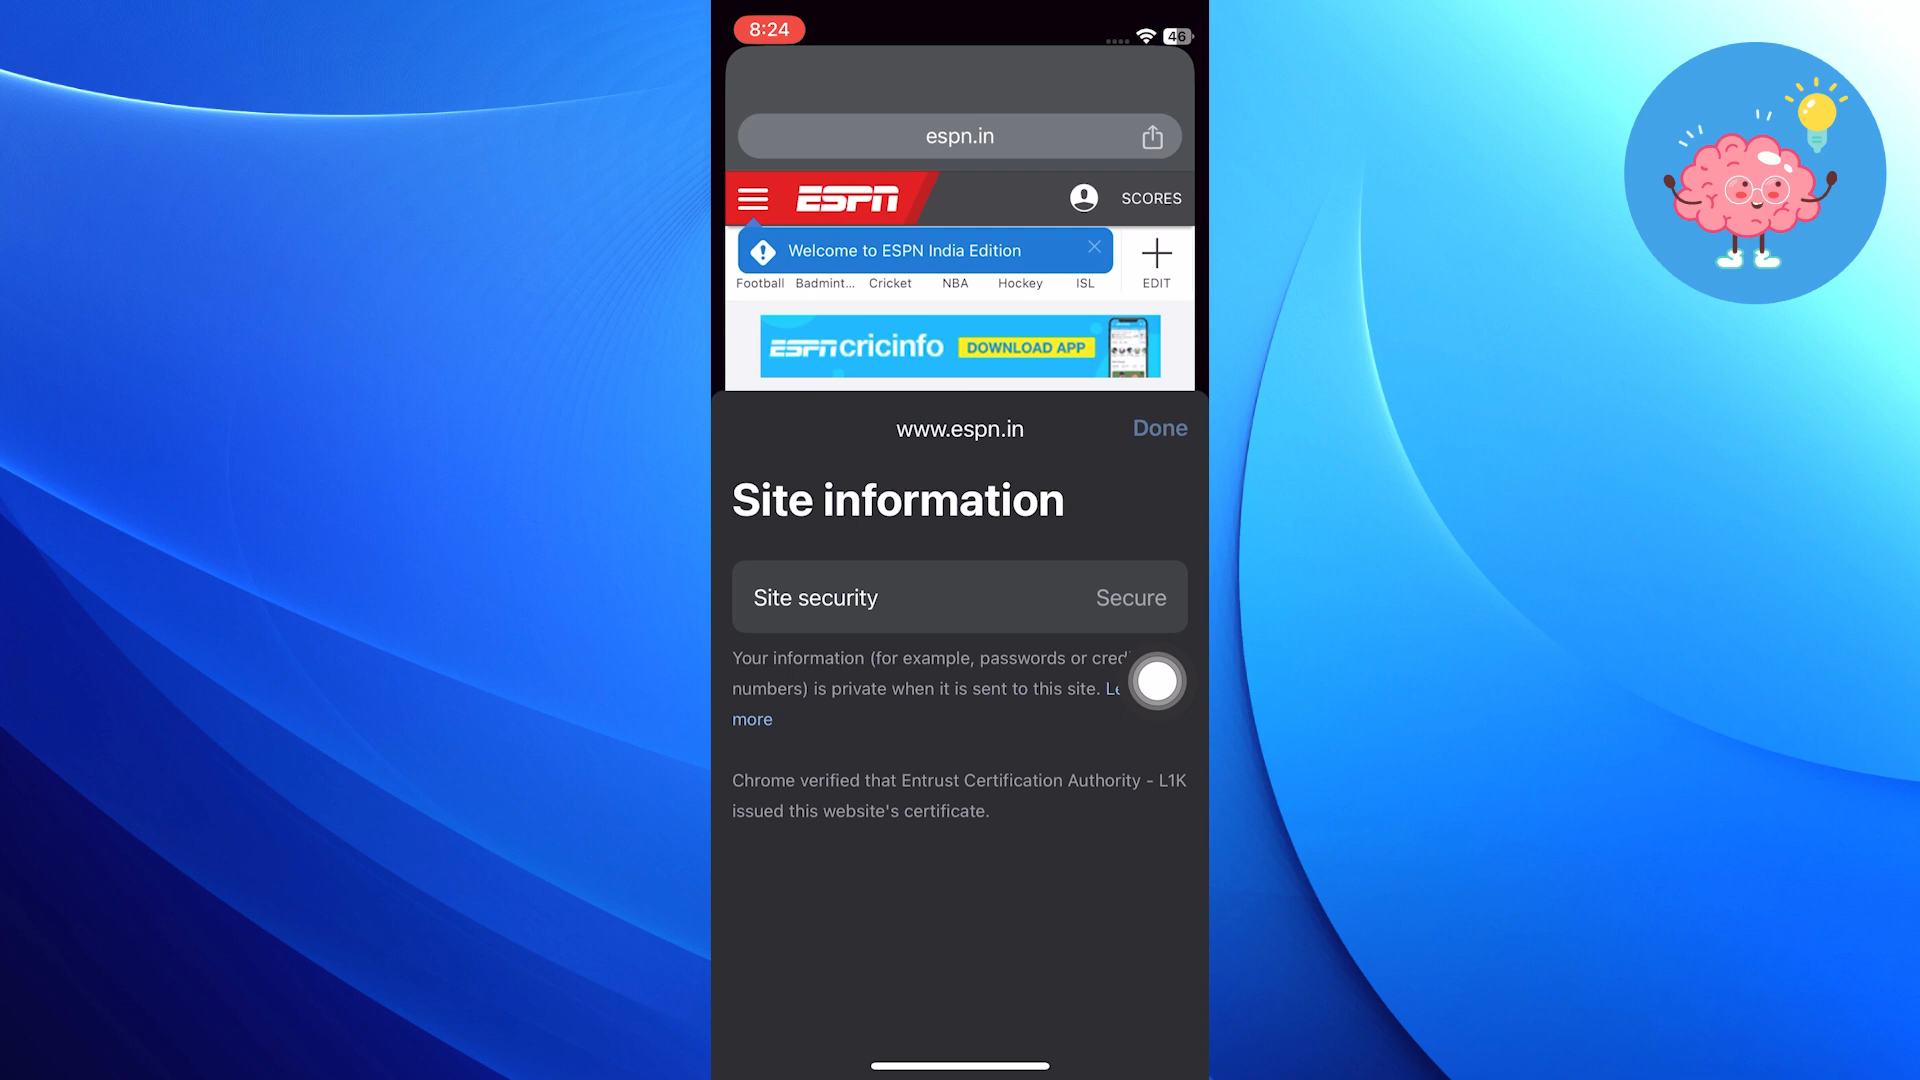 8:24
46
espn.in
ESPN
SCORES
Welcome to ESPN India Edition
Football Badmint... Cricket NBA Hockey ISL EDIT
ESPN cricinfo DOWNLOAD APP
www.espn.in Done
Site information
Site security Secure
Your information (for example, passwords or cred
numbers) is private when it is sent to this site. Le
more
Chrome verified that Entrust Certification Authority - L1K
issued this website's certificate.